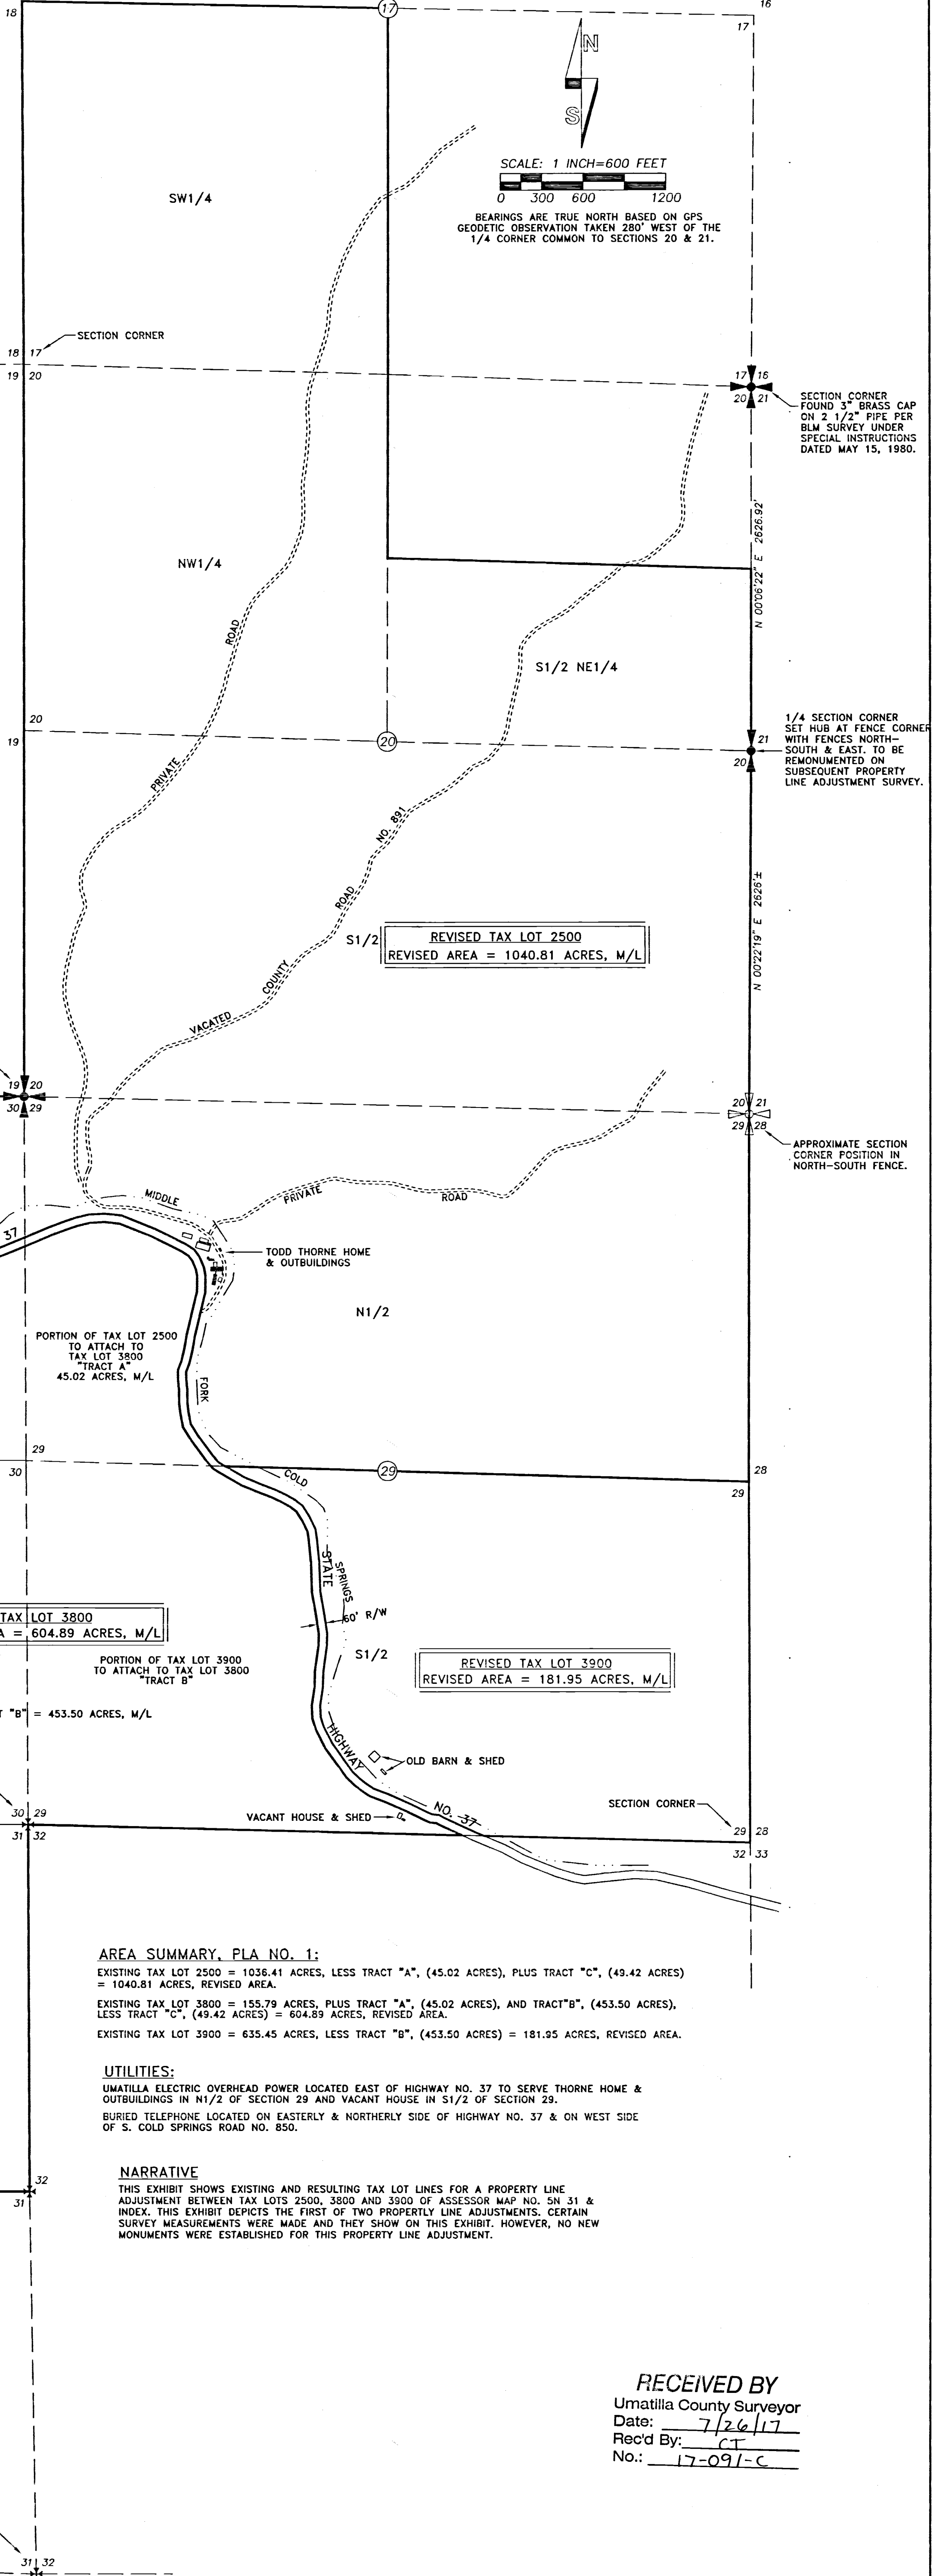 18
17
16
17
N
S
SCALE: 1 INCH=600 FEET
0 300 600 1200
BEARINGS ARE TRUE NORTH BASED ON GPS
GEODETIC OBSERVATION TAKEN 280' WEST OF THE
1/4 CORNER COMMON TO SECTIONS 20 & 21.
SW1/4
SECTION CORNER
18 17
19 20
17 16
20 21
SECTION CORNER
FOUND 3" BRASS CAP
ON 2 1/2" PIPE PER
BLM SURVEY UNDER
SPECIAL INSTRUCTIONS
DATED MAY 15, 1980.
N 00°06'22" E 2626.92'
NW1/4
ROAD
S1/2 NE1/4
20
19
20
21
20
1/4 SECTION CORNER
SET HUB AT FENCE CORNER
WITH FENCES NORTH-
SOUTH & EAST. TO BE
REMONUMENTED ON
SUBSEQUENT PROPERTY
LINE ADJUSTMENT SURVEY.
PRIVATE
NO. 891
ROAD
COUNTY
VACATED
S1/2
REVISED TAX LOT 2500
REVISED AREA = 1040.81 ACRES, M/L
N 00°22'19" E 2626'±
19 20
30 29
20 21
29 28
APPROXIMATE SECTION
CORNER POSITION IN
NORTH-SOUTH FENCE.
MIDDLE
PRIVATE
ROAD
37
TODD THORNE HOME
& OUTBUILDINGS
N1/2
PORTION OF TAX LOT 2500
TO ATTACH TO
TAX LOT 3800
"TRACT A"
45.02 ACRES, M/L
FORK
29
30
COLD
29
28
29
STATE
SPRINGS
60' R/W
TAX LOT 3800
A = 604.89 ACRES, M/L
PORTION OF TAX LOT 3900
TO ATTACH TO TAX LOT 3800
"TRACT B"
T "B" = 453.50 ACRES, M/L
S1/2
REVISED TAX LOT 3900
REVISED AREA = 181.95 ACRES, M/L
HIGHWAY
OLD BARN & SHED
NO. 37
VACANT HOUSE & SHED
SECTION CORNER
30 29
31 32
29 28
32 33
AREA SUMMARY, PLA NO. 1:
EXISTING TAX LOT 2500 = 1036.41 ACRES, LESS TRACT "A", (45.02 ACRES), PLUS TRACT "C", (49.42 ACRES)
= 1040.81 ACRES, REVISED AREA.
EXISTING TAX LOT 3800 = 155.79 ACRES, PLUS TRACT "A", (45.02 ACRES), AND TRACT"B", (453.50 ACRES),
LESS TRACT "C", (49.42 ACRES) = 604.89 ACRES, REVISED AREA.
EXISTING TAX LOT 3900 = 635.45 ACRES, LESS TRACT "B", (453.50 ACRES) = 181.95 ACRES, REVISED AREA.
UTILITIES:
UMATILLA ELECTRIC OVERHEAD POWER LOCATED EAST OF HIGHWAY NO. 37 TO SERVE THORNE HOME &
OUTBUILDINGS IN N1/2 OF SECTION 29 AND VACANT HOUSE IN S1/2 OF SECTION 29.
BURIED TELEPHONE LOCATED ON EASTERLY & NORTHERLY SIDE OF HIGHWAY NO. 37 & ON WEST SIDE
OF S. COLD SPRINGS ROAD NO. 850.
NARRATIVE
THIS EXHIBIT SHOWS EXISTING AND RESULTING TAX LOT LINES FOR A PROPERTY LINE
ADJUSTMENT BETWEEN TAX LOTS 2500, 3800 AND 3900 OF ASSESSOR MAP NO. 5N 31 &
INDEX. THIS EXHIBIT DEPICTS THE FIRST OF TWO PROPERTLY LINE ADJUSTMENTS. CERTAIN
SURVEY MEASUREMENTS WERE MADE AND THEY SHOW ON THIS EXHIBIT. HOWEVER, NO NEW
MONUMENTS WERE ESTABLISHED FOR THIS PROPERTY LINE ADJUSTMENT.
32
31
RECEIVED BY
Umatilla County Surveyor
Date: 7/26/17
Rec'd By: CT
No.: 17-091-C
31 32